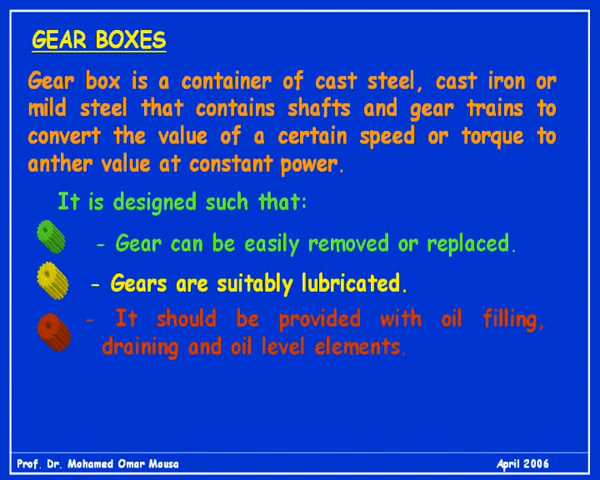 GEAR BOXES
Gear box is a container of cast steel, cast iron or
mild steel that contains shafts and gear trains to
convert the value of a certain speed or torque to
anther value at constant power.
It is designed such that:
- Gear can be easily removed or replaced.
- Gears are suitably lubricated.
- It should be provided with oil filling,
draining and oil level elements.
Prof. Dr. Mohamed Omar Mousa April 2006